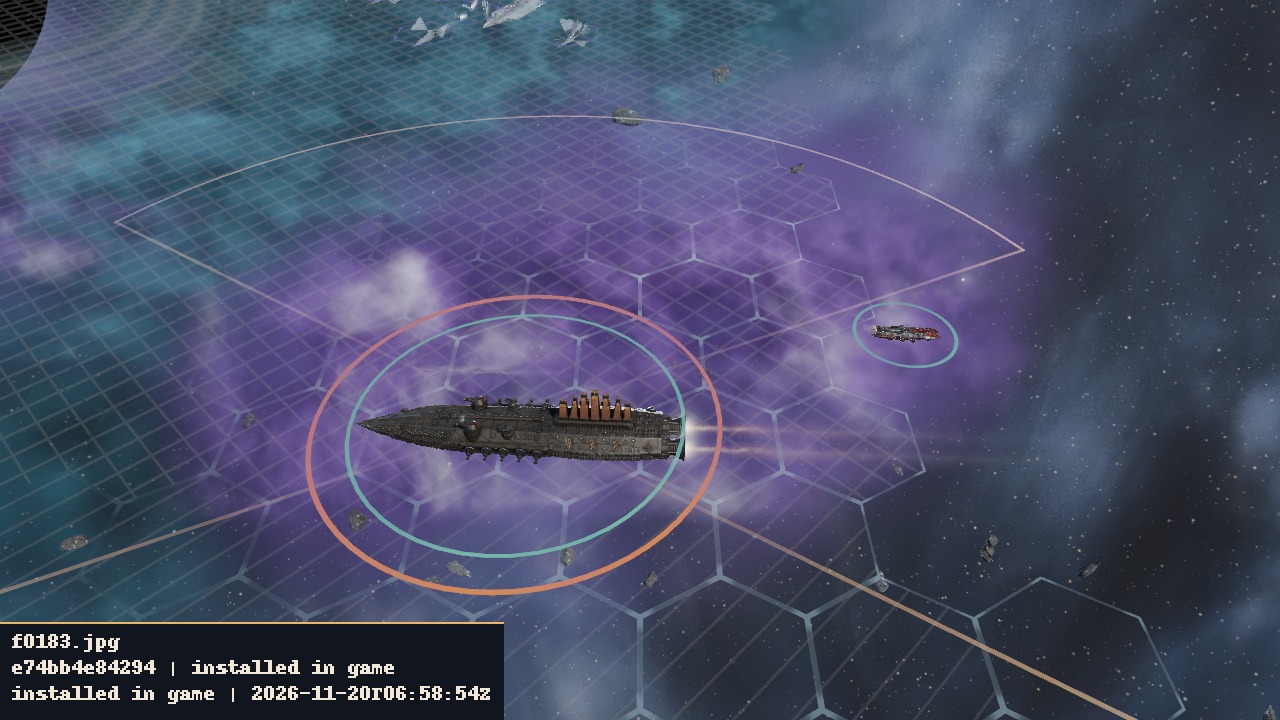 f0183.jpg
e74bb4e84294 | installed in game
installed in game | 2026-11-20T06:58:54Z